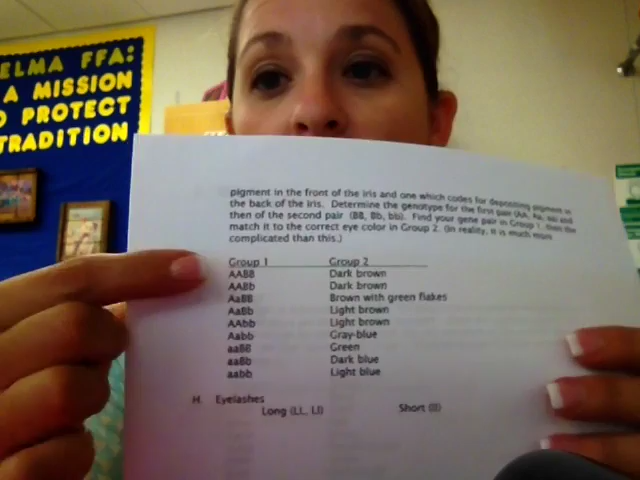 ELMA FFA:
A MISSION
O PROTECT
TRADITION
pigment in the front of the iris and one which codes for depositing pigment in
the back of the iris. Determine the genotype for the first pair (AA, Aa, aa) and
then of the second pair (BB, Bb, bb). Find your gene pair in Group 1, then
match it to the correct eye color in Group 2. (In reality, it is much more
complicated than this.)
Group 1 Group 2
AABB Dark brown
AABb Dark brown
AaBB Brown with green flakes
AaBb Light brown
AAbb Light brown
Aabb Gray-blue
aaBB Green
aaBb Dark blue
aabb Light blue
H. Eyelashes
Long (LL, Ll) Short (ll)